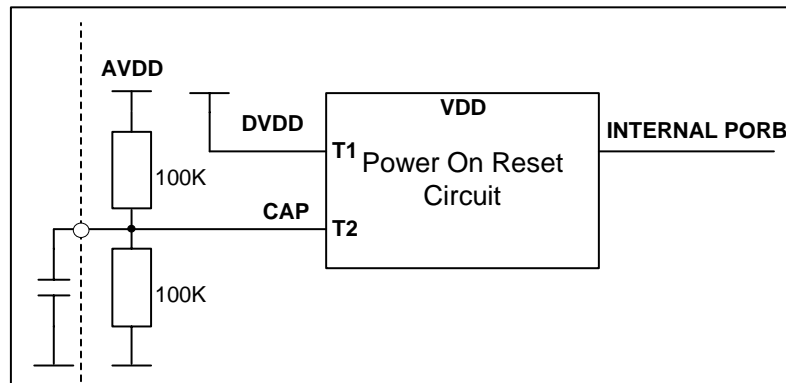 AVDD
DVDD
VDD
INTERNAL PORB
T1
Power On Reset
Circuit
100K
CAP
T2
100K